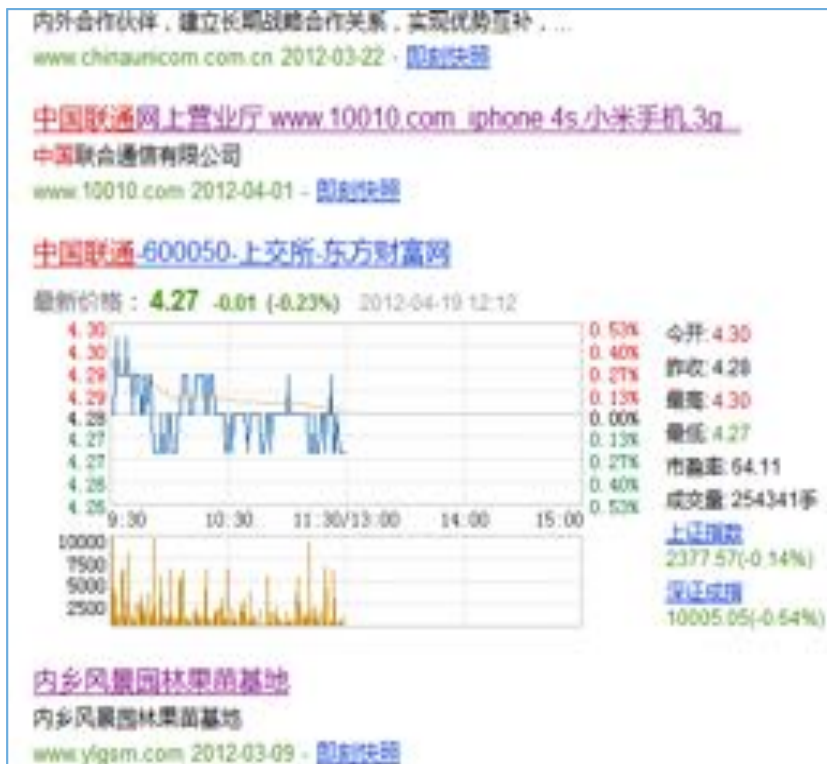 内外合作伙伴，建立长期战略合作关系，实现优势互补，...
www.chinaunicom.com.cn 2012-03-22 - 即刻快照
中国联通网上营业厅 www.10010.com iphone 4s,小米手机,3g...
中国联合通信有限公司
www.10010.com 2012-04-01 - 即刻快照
中国联通-600050-上交所-东方财富网
最新价格：4.27 -0.01 (-0.23%) 2012-04-19 12:12
4.30 0.53% 今开: 4.30
4.30 0.40% 昨收: 4.28
4.29 0.27% 最高: 4.30
4.29 0.13% 最低: 4.27
4.28 0.00% 市盈率: 64.11
4.27 0.13% 成交量: 254341手
4.27 0.27% 上证指数
4.26 0.40% 2377.57(-0.14%)
4.26 0.53% 深证成指
9:30 10:30 11:30/13:00 14:00 15:00
10005.05(-0.54%)
10000
7500
5000
2500
内乡风景园林果苗基地
内乡风景园林果苗基地
www.ylgsm.com 2012-03-09 - 即刻快照